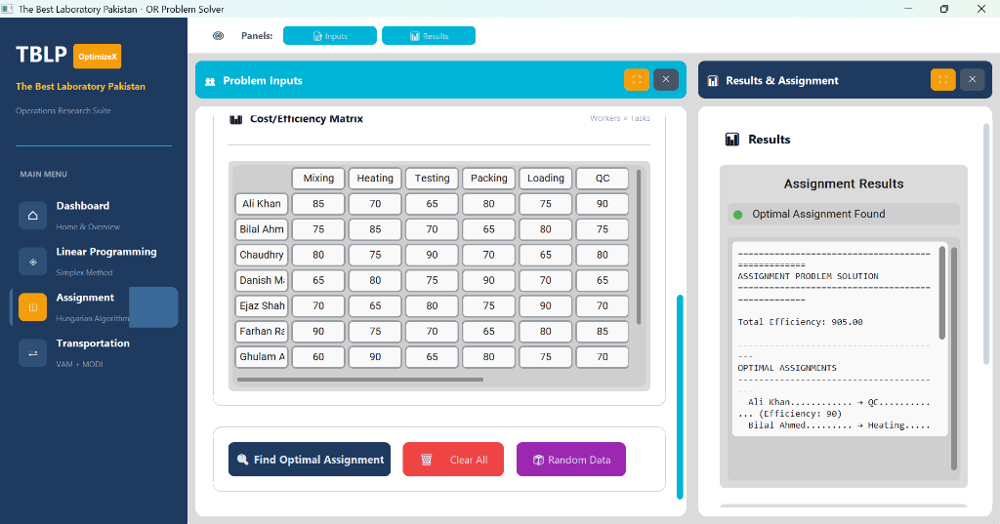 The Best Laboratory Pakistan - OR Problem Solver
TBLP
OptimizeX
The Best Laboratory Pakistan
Operations Research Suite
MAIN MENU
Dashboard
Home & Overview
Linear Programming
Simplex Method
Assignment
Hungarian Algorithm
Transportation
VAM + MODI
Panels:
Inputs
Results
Problem Inputs
Cost/Efficiency Matrix
Workers × Tasks
Mixing Heating Testing Packing Loading QC
Ali Khan 85 70 65 80 75 90
Bilal Ahm 75 85 70 65 80 75
Chaudhry 80 75 90 70 65 80
Danish Ma 65 80 75 90 70 65
Ejaz Shah 70 65 80 75 90 70
Farhan Ra 90 75 70 65 80 85
Ghulam A 60 90 65 80 75 70
Find Optimal Assignment
Clear All
Random Data
Results & Assignment
Results
Assignment Results
Optimal Assignment Found
=====================================
=============
ASSIGNMENT PROBLEM SOLUTION
=====================================
=============
Total Efficiency: 905.00
-------------------------------------
---
OPTIMAL ASSIGNMENTS
-------------------------------------
---
Ali Khan............ → QC..........
... (Efficiency: 90)
Bilal Ahmed......... → Heating.....